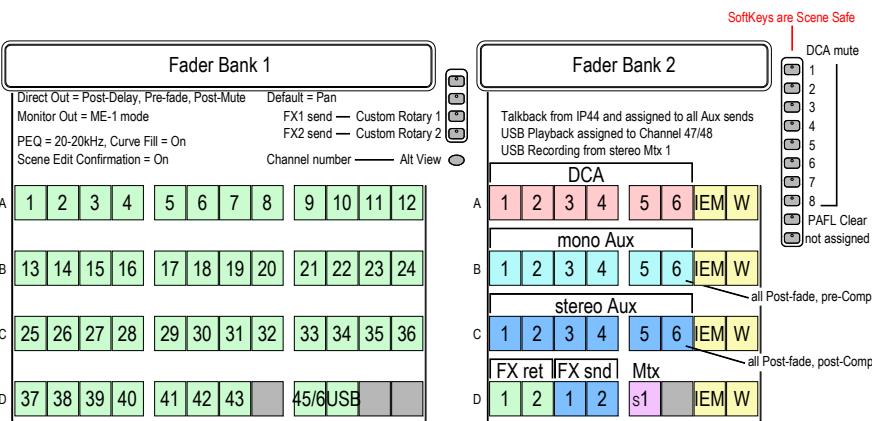 SoftKeys are Scene Safe
Fader Bank 1
Fader Bank 2
DCA mute
1
2
3
4
5
6
7
8
PAFL Clear
not assigned
Direct Out = Post-Delay, Pre-fade, Post-Mute
Default = Pan
Monitor Out = ME-1 mode
FX1 send — Custom Rotary 1
FX2 send — Custom Rotary 2
PEQ = 20-20kHz, Curve Fill = On
Scene Edit Confirmation = On
Channel number — Alt View
Talkback from IP44 and assigned to all Aux sends
USB Playback assigned to Channel 47/48
USB Recording from stereo Mtx 1
A 1 2 3 4 5 6 7 8 9 10 11 12
B 13 14 15 16 17 18 19 20 21 22 23 24
C 25 26 27 28 29 30 31 32 33 34 35 36
D 37 38 39 40 41 42 43 45/6 USB
DCA
A 1 2 3 4 5 6 IEM W
mono Aux
B 1 2 3 4 5 6 IEM W
all Post-fade, pre-Comp
stereo Aux
C 1 2 3 4 5 6 IEM W
all Post-fade, post-Comp
FX ret FX snd Mtx
D 1 2 1 2 s1 IEM W